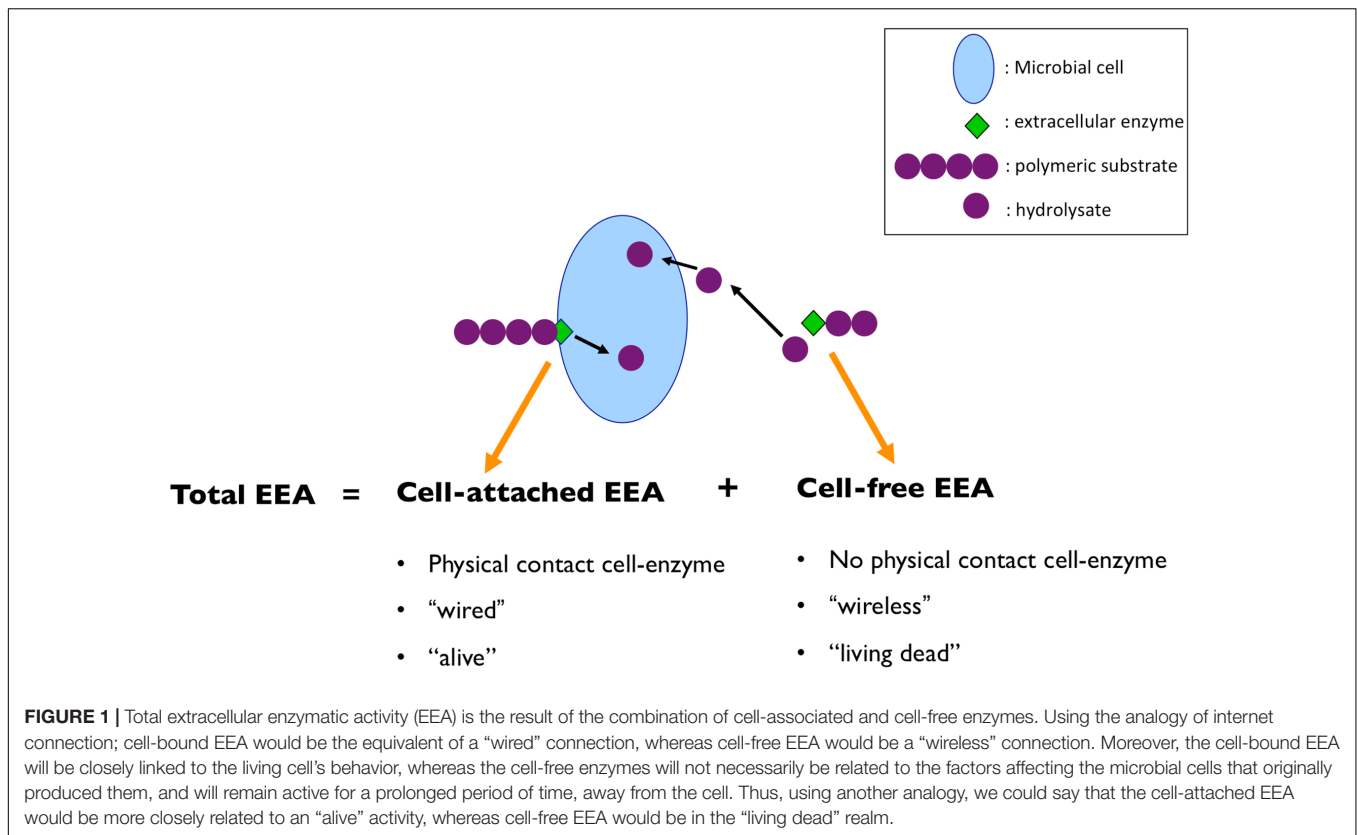 : Microbial cell
: extracellular enzyme
: polymeric substrate
: hydrolysate
Total EEA = Cell-attached EEA + Cell-free EEA
• Physical contact cell-enzyme
• “wired”
• “alive”
• No physical contact cell-enzyme
• “wireless”
• “living dead”
FIGURE 1 | Total extracellular enzymatic activity (EEA) is the result of the combination of cell-associated and cell-free enzymes. Using the analogy of internet
connection; cell-bound EEA would be the equivalent of a “wired” connection, whereas cell-free EEA would be a “wireless” connection. Moreover, the cell-bound EEA
will be closely linked to the living cell’s behavior, whereas the cell-free enzymes will not necessarily be related to the factors affecting the microbial cells that originally
produced them, and will remain active for a prolonged period of time, away from the cell. Thus, using another analogy, we could say that the cell-attached EEA
would be more closely related to an “alive” activity, whereas cell-free EEA would be in the “living dead” realm.